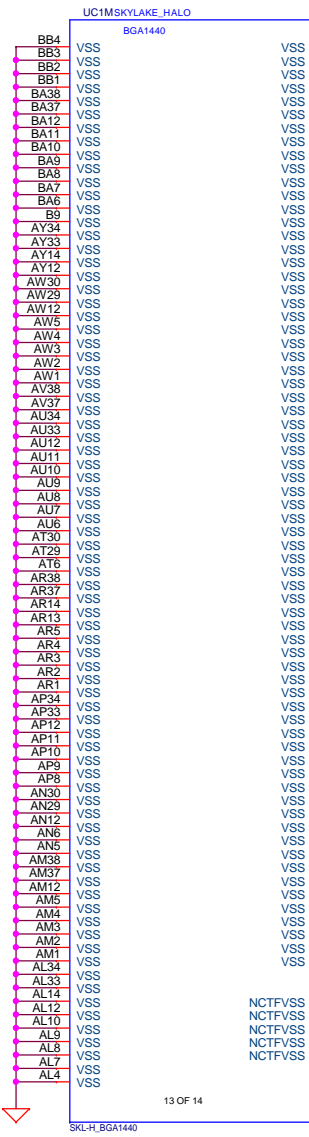 UC1MSKYLAKE_HALO
BGA1440
BB4 VSS VSS
BB3 VSS VSS
BB2 VSS VSS
BB1 VSS VSS
BA38 VSS VSS
BA37 VSS VSS
BA12 VSS VSS
BA11 VSS VSS
BA10 VSS VSS
BA9 VSS VSS
BA8 VSS VSS
BA7 VSS VSS
BA6 VSS VSS
B9 VSS VSS
AY34 VSS VSS
AY33 VSS VSS
AY14 VSS VSS
AY12 VSS VSS
AW30 VSS VSS
AW29 VSS VSS
AW12 VSS VSS
AW5 VSS VSS
AW4 VSS VSS
AW3 VSS VSS
AW2 VSS VSS
AW1 VSS VSS
AV38 VSS VSS
AV37 VSS VSS
AU34 VSS VSS
AU33 VSS VSS
AU12 VSS VSS
AU11 VSS VSS
AU10 VSS VSS
AU9 VSS VSS
AU8 VSS VSS
AU7 VSS VSS
AU6 VSS VSS
AT30 VSS VSS
AT29 VSS VSS
AT6 VSS VSS
AR38 VSS VSS
AR37 VSS VSS
AR14 VSS VSS
AR13 VSS VSS
AR5 VSS VSS
AR4 VSS VSS
AR3 VSS VSS
AR2 VSS VSS
AR1 VSS VSS
AP34 VSS VSS
AP33 VSS VSS
AP12 VSS VSS
AP11 VSS VSS
AP10 VSS VSS
AP9 VSS VSS
AP8 VSS VSS
AN30 VSS VSS
AN29 VSS VSS
AN12 VSS VSS
AN6 VSS VSS
AN5 VSS VSS
AM38 VSS VSS
AM37 VSS VSS
AM12 VSS VSS
AM5 VSS VSS
AM4 VSS VSS
AM3 VSS VSS
AM2 VSS VSS
AM1 VSS VSS
AL34 VSS
AL33 VSS
AL14 VSS NCTFVSS
AL12 VSS NCTFVSS
AL10 VSS NCTFVSS
AL9 VSS NCTFVSS
AL8 VSS NCTFVSS
AL7 VSS
AL4 VSS
13 OF 14
SKL-H_BGA1440